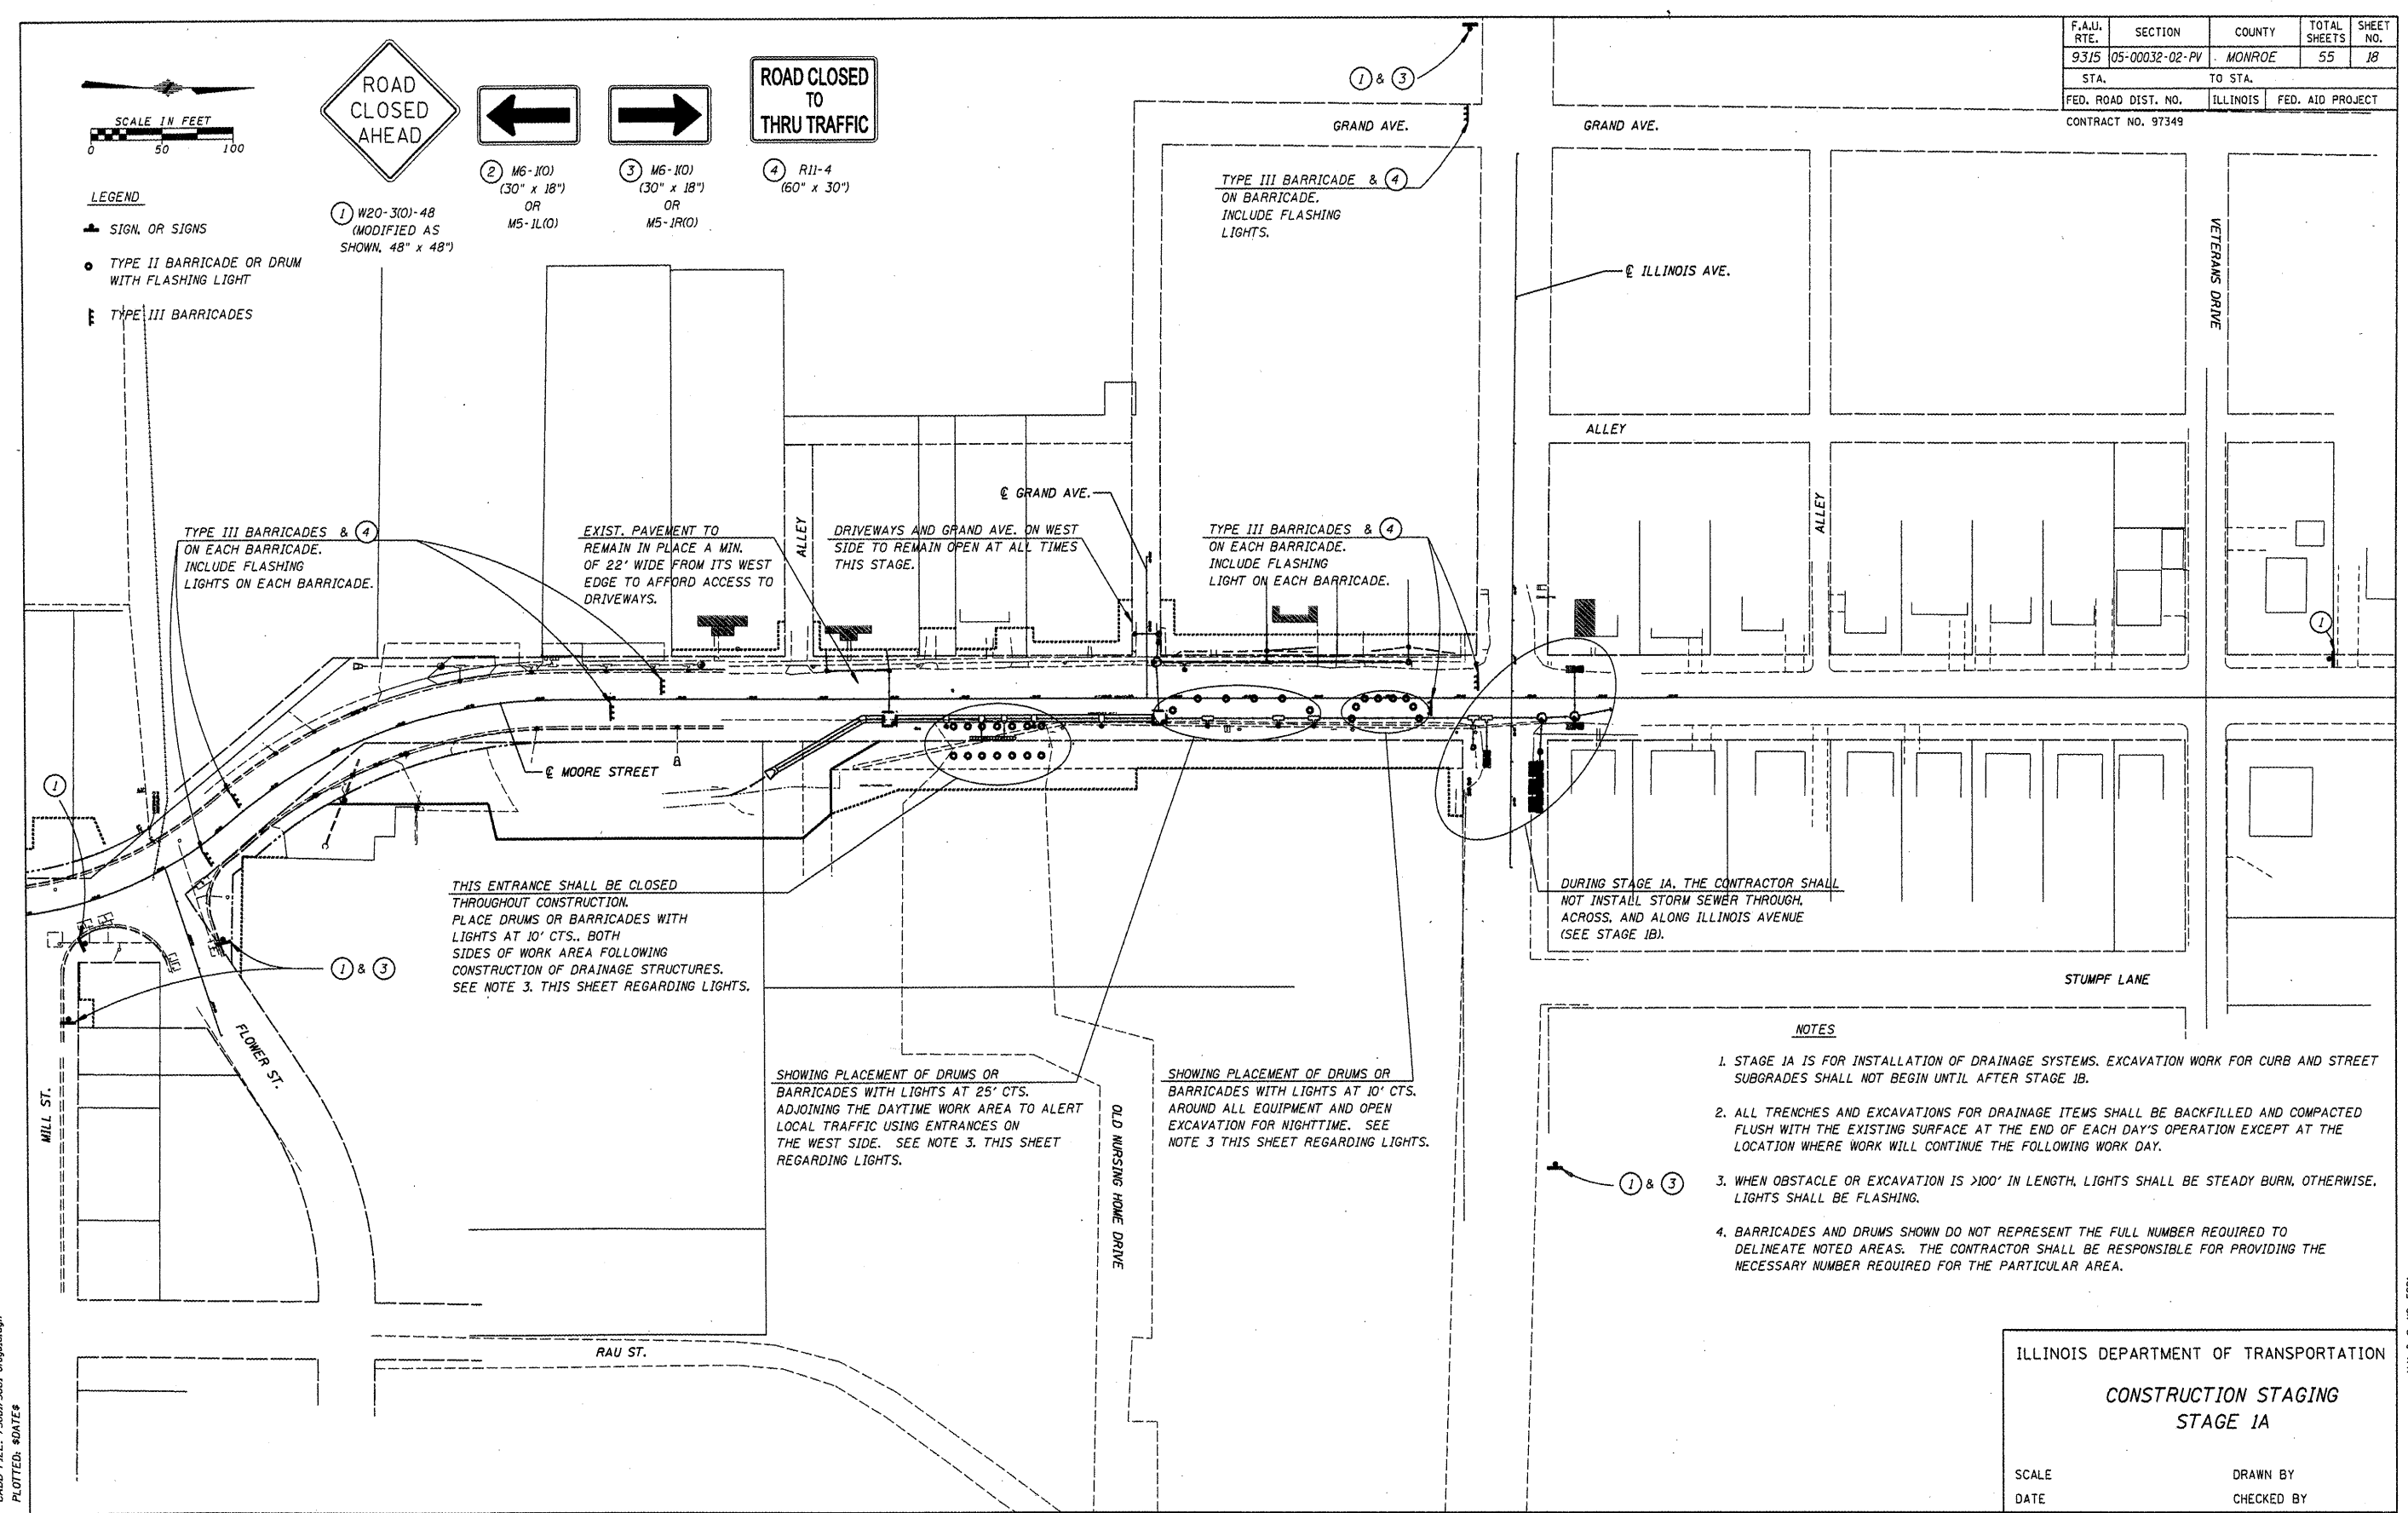 F.A.U. RTE. SECTION COUNTY TOTAL SHEETS SHEET NO.
9315 05-00032-02-PV MONROE 55 18
STA. TO STA.
FED. ROAD DIST. NO. ILLINOIS FED. AID PROJECT
CONTRACT NO. 97349
SCALE IN FEET
0 50 100
ROAD
CLOSED
AHEAD
1 W20-3(O)-48
(MODIFIED AS
SHOWN, 48" x 48")
2 M6-1(O)
(30" x 18")
OR
M5-1L(O)
3 M6-1(O)
(30" x 18")
OR
M5-1R(O)
ROAD CLOSED
TO
THRU TRAFFIC
4 R11-4
(60" x 30")
LEGEND
SIGN, OR SIGNS
TYPE II BARRICADE OR DRUM
WITH FLASHING LIGHT
TYPE III BARRICADES
1 & 3
GRAND AVE.
GRAND AVE.
TYPE III BARRICADE & 4
ON BARRICADE.
INCLUDE FLASHING
LIGHTS.
℄ ILLINOIS AVE.
VETERANS DRIVE
ALLEY
ALLEY
ALLEY
℄ GRAND AVE.
TYPE III BARRICADES & 4
ON EACH BARRICADE.
INCLUDE FLASHING
LIGHTS ON EACH BARRICADE.
EXIST. PAVEMENT TO
REMAIN IN PLACE A MIN.
OF 22' WIDE FROM ITS WEST
EDGE TO AFFORD ACCESS TO
DRIVEWAYS.
DRIVEWAYS AND GRAND AVE. ON WEST
SIDE TO REMAIN OPEN AT ALL TIMES
THIS STAGE.
TYPE III BARRICADES & 4
ON EACH BARRICADE.
INCLUDE FLASHING
LIGHT ON EACH BARRICADE.
1
1
℄ MOORE STREET
THIS ENTRANCE SHALL BE CLOSED
THROUGHOUT CONSTRUCTION.
PLACE DRUMS OR BARRICADES WITH
LIGHTS AT 10' CTS., BOTH
SIDES OF WORK AREA FOLLOWING
CONSTRUCTION OF DRAINAGE STRUCTURES.
SEE NOTE 3. THIS SHEET REGARDING LIGHTS.
DURING STAGE 1A, THE CONTRACTOR SHALL
NOT INSTALL STORM SEWER THROUGH,
ACROSS, AND ALONG ILLINOIS AVENUE
(SEE STAGE 1B).
1 & 3
STUMPF LANE
FLOWER ST.
MILL ST.
SHOWING PLACEMENT OF DRUMS OR
BARRICADES WITH LIGHTS AT 25' CTS.
ADJOINING THE DAYTIME WORK AREA TO ALERT
LOCAL TRAFFIC USING ENTRANCES ON
THE WEST SIDE. SEE NOTE 3. THIS SHEET
REGARDING LIGHTS.
OLD NURSING HOME DRIVE
SHOWING PLACEMENT OF DRUMS OR
BARRICADES WITH LIGHTS AT 10' CTS.
AROUND ALL EQUIPMENT AND OPEN
EXCAVATION FOR NIGHTTIME. SEE
NOTE 3 THIS SHEET REGARDING LIGHTS.
1 & 3
NOTES
1. STAGE 1A IS FOR INSTALLATION OF DRAINAGE SYSTEMS. EXCAVATION WORK FOR CURB AND STREET
SUBGRADES SHALL NOT BEGIN UNTIL AFTER STAGE 1B.
2. ALL TRENCHES AND EXCAVATIONS FOR DRAINAGE ITEMS SHALL BE BACKFILLED AND COMPACTED
FLUSH WITH THE EXISTING SURFACE AT THE END OF EACH DAY'S OPERATION EXCEPT AT THE
LOCATION WHERE WORK WILL CONTINUE THE FOLLOWING WORK DAY.
3. WHEN OBSTACLE OR EXCAVATION IS >100' IN LENGTH, LIGHTS SHALL BE STEADY BURN, OTHERWISE,
LIGHTS SHALL BE FLASHING.
4. BARRICADES AND DRUMS SHOWN DO NOT REPRESENT THE FULL NUMBER REQUIRED TO
DELINEATE NOTED AREAS. THE CONTRACTOR SHALL BE RESPONSIBLE FOR PROVIDING THE
NECESSARY NUMBER REQUIRED FOR THE PARTICULAR AREA.
RAU ST.
ILLINOIS DEPARTMENT OF TRANSPORTATION
CONSTRUCTION STAGING
STAGE 1A
SCALE DRAWN BY
DATE CHECKED BY
PLOTTED: $DATE$